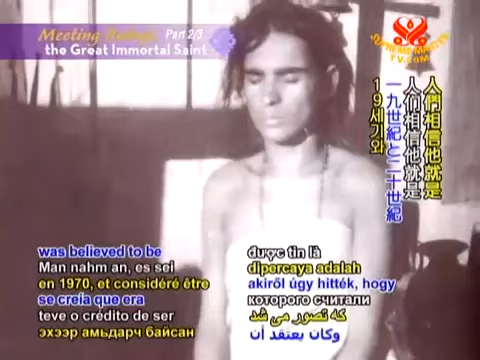 Meeting Babaji, Part 2/3
the Great Immortal Saint
SUPREME MASTER
TV.com
人們相信他就是
人们相信他就是
一九世紀と二十世紀
19세기와
was believed to be
Man nahm an, es sei
en 1970, et considéré être
se creía que era
teve o crédito de ser
эхээр амьдарч байсан
được tin là
dipercaya adalah
akiről úgy hitték, hogy
которого считали
که تصور می شد
وكان يعتقد أن